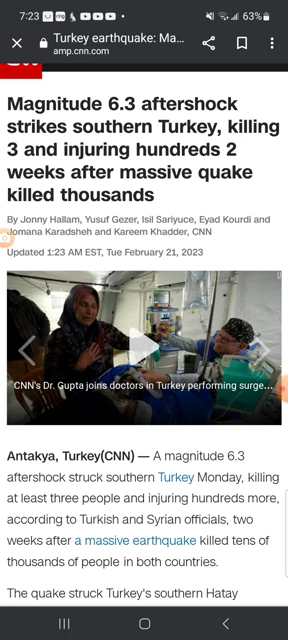 7:23
63%
Turkey earthquake: Ma...
amp.cnn.com
Magnitude 6.3 aftershock
strikes southern Turkey, killing
3 and injuring hundreds 2
weeks after massive quake
killed thousands
By Jonny Hallam, Yusuf Gezer, Isil Sariyuce, Eyad Kourdi and
Jomana Karadsheh and Kareem Khadder, CNN
Updated 1:23 AM EST, Tue February 21, 2023
CNN's Dr. Gupta joins doctors in Turkey performing surge...
Antakya, Turkey(CNN) — A magnitude 6.3
aftershock struck southern Turkey Monday, killing
at least three people and injuring hundreds more,
according to Turkish and Syrian officials, two
weeks after a massive earthquake killed tens of
thousands of people in both countries.
The quake struck Turkey's southern Hatay